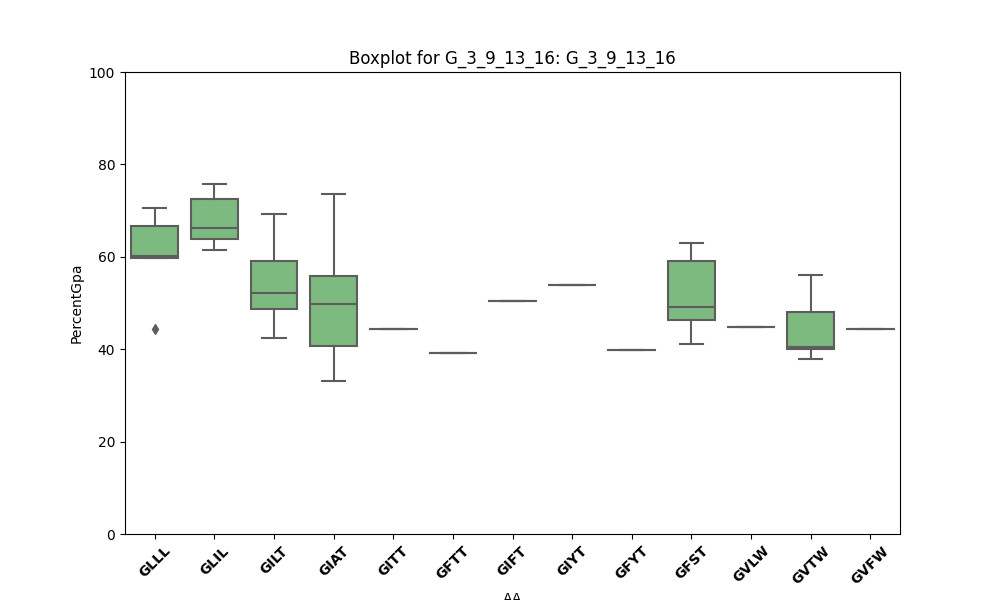 Boxplot for G_3_9_13_16: G_3_9_13_16
100
80
60
40
20
0
PercentGpa
GLLL
GLIL
GILT
GIAT
GITT
GFTT
GIFT
GIYT
GFYT
GFST
GVLW
GVTW
GVFW
AA